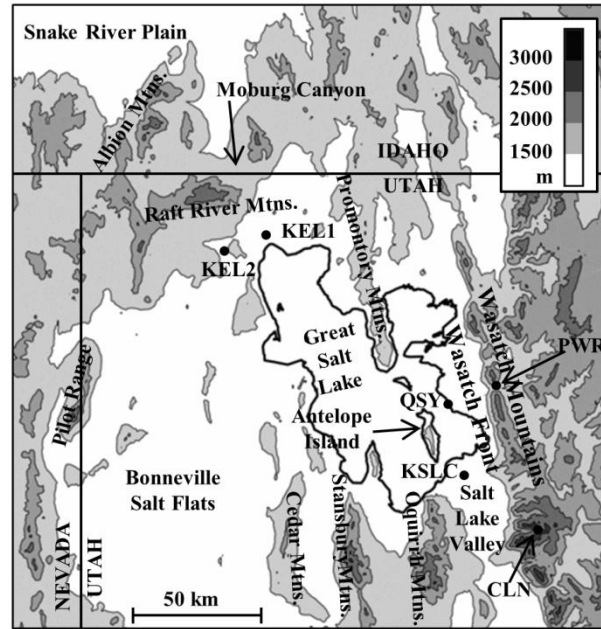 Snake River Plain
3000
2500
2000
1500
m
Albion Mtns.
Moburg Canyon
IDAHO
UTAH
Raft River Mtns.
Promontory Mtns.
KEL1
KEL2
Great
Salt
Lake
Wasatch Mountains
PWR
Wasatch Front
Pilot Range
QSY
Antelope
Island
KSLC
Bonneville
Salt Flats
Salt
Lake
Valley
Cedar Mtns.
Stansbury Mtns.
Oquirrh Mtns.
CLN
NEVADA
UTAH
50 km